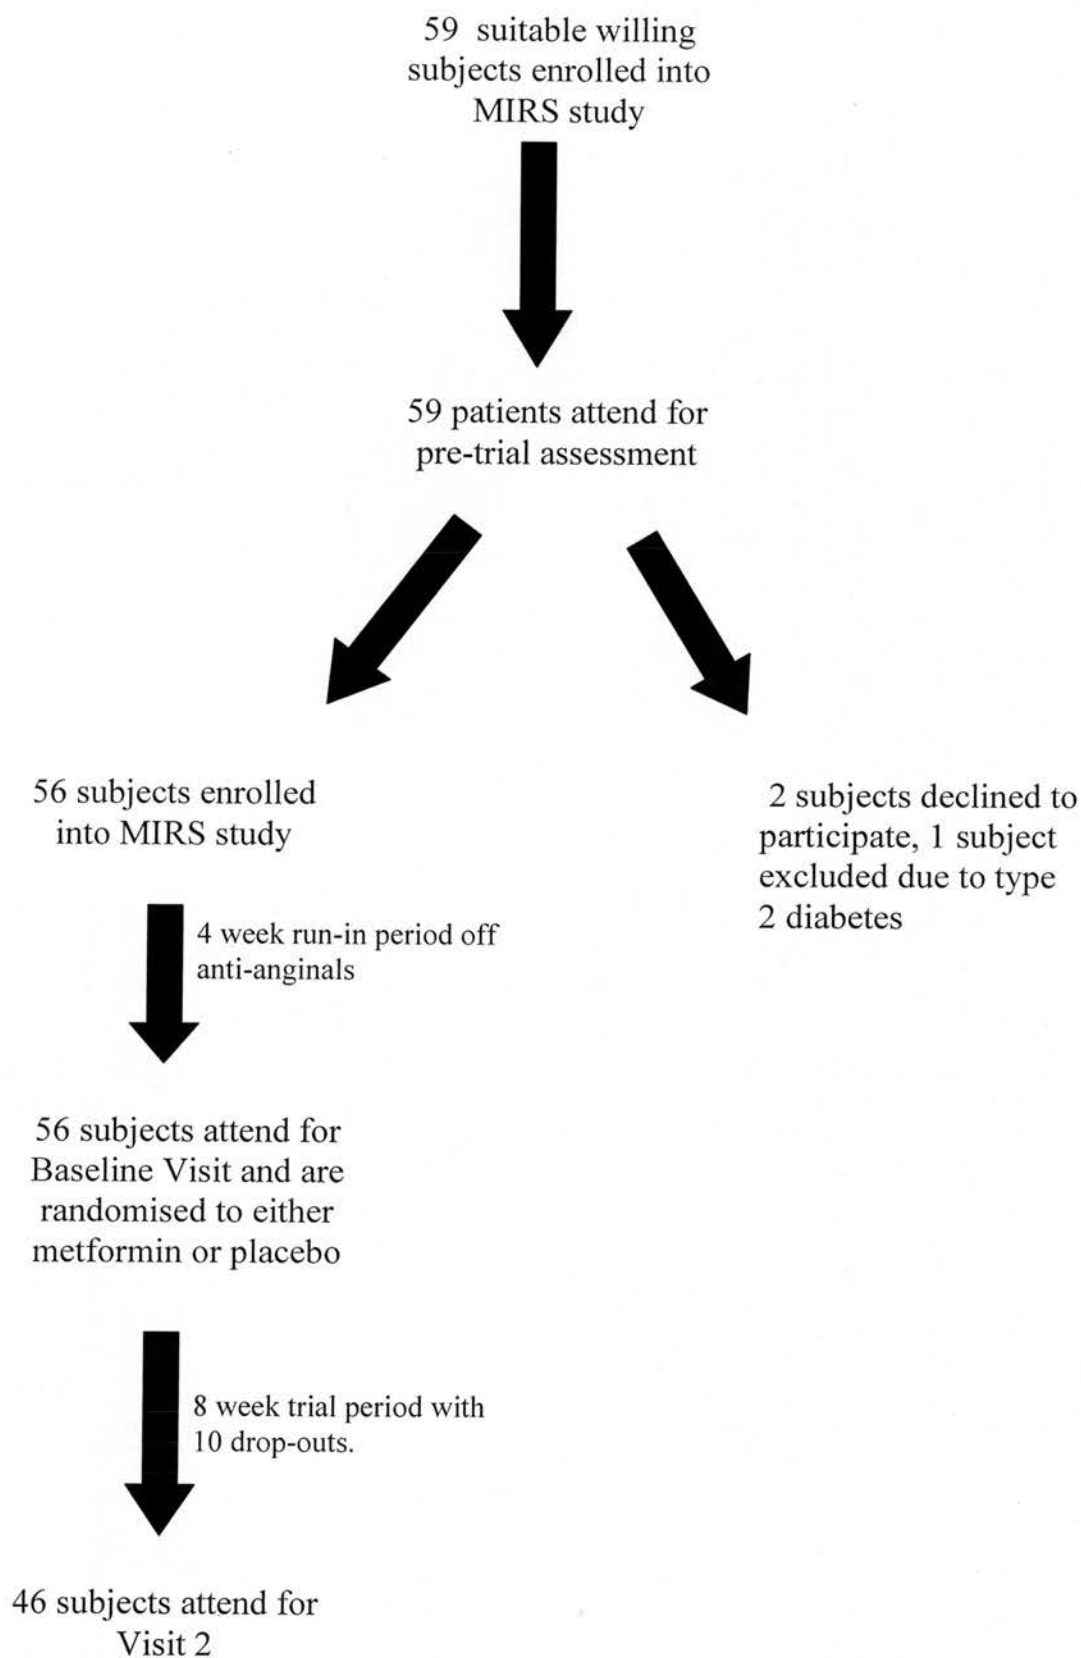 59 suitable willing
subjects enrolled into
MIRS study
59 patients attend for
pre-trial assessment
56 subjects enrolled
into MIRS study
2 subjects declined to
participate, 1 subject
excluded due to type
2 diabetes
4 week run-in period off
anti-anginals
56 subjects attend for
Baseline Visit and are
randomised to either
metformin or placebo
8 week trial period with
10 drop-outs.
46 subjects attend for
Visit 2